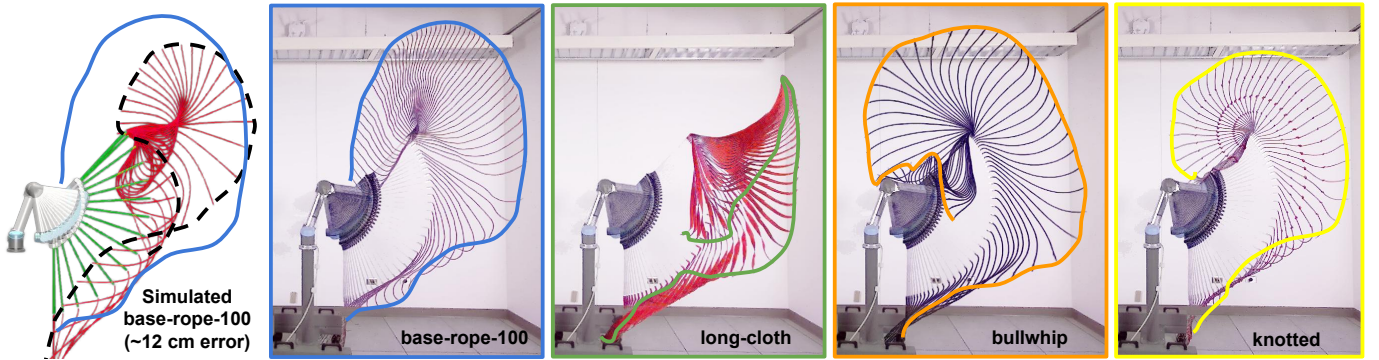 Simulated
base-rope-100
(~12 cm error)
base-rope-100
long-cloth
bullwhip
knotted